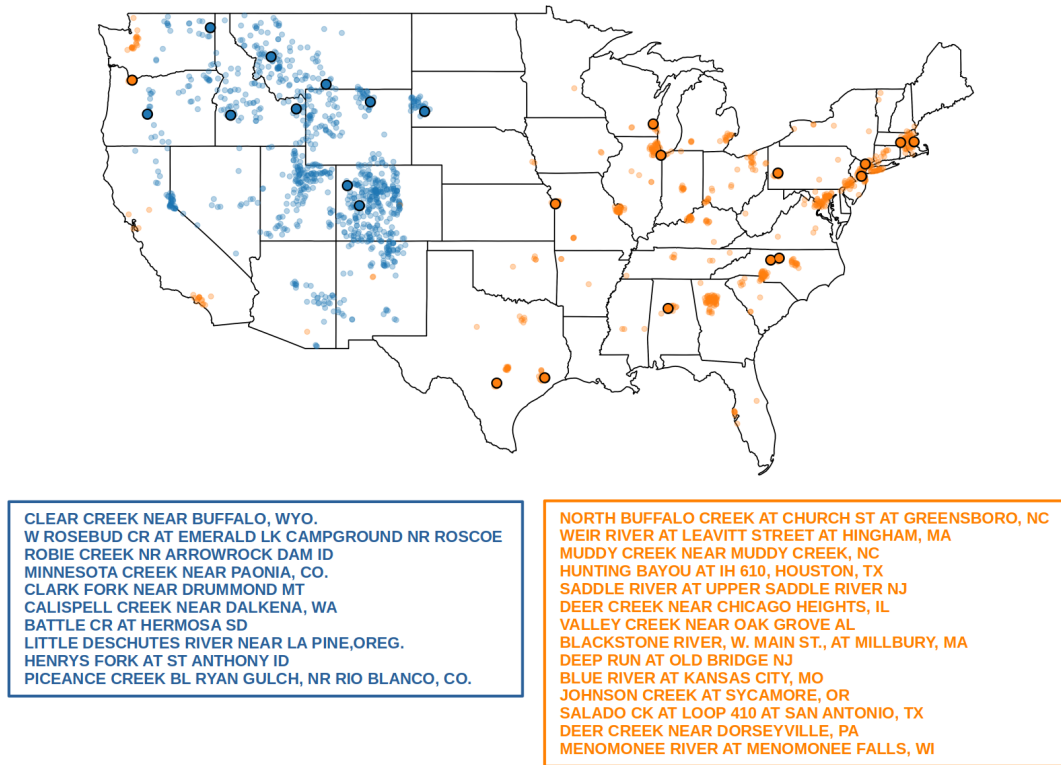 CLEAR CREEK NEAR BUFFALO, WYO.
W ROSEBUD CR AT EMERALD LK CAMPGROUND NR ROSCOE
ROBIE CREEK NR ARROWROCK DAM ID
MINNESOTA CREEK NEAR PAONIA, CO.
CLARK FORK NEAR DRUMMOND MT
CALISPELL CREEK NEAR DALKENA, WA
BATTLE CR AT HERMOSA SD
LITTLE DESCHUTES RIVER NEAR LA PINE,OREG.
HENRYS FORK AT ST ANTHONY ID
PICEANCE CREEK BL RYAN GULCH, NR RIO BLANCO, CO.
NORTH BUFFALO CREEK AT CHURCH ST AT GREENSBORO, NC
WEIR RIVER AT LEAVITT STREET AT HINGHAM, MA
MUDDY CREEK NEAR MUDDY CREEK, NC
HUNTING BAYOU AT IH 610, HOUSTON, TX
SADDLE RIVER AT UPPER SADDLE RIVER NJ
DEER CREEK NEAR CHICAGO HEIGHTS, IL
VALLEY CREEK NEAR OAK GROVE AL
BLACKSTONE RIVER, W. MAIN ST., AT MILLBURY, MA
DEEP RUN AT OLD BRIDGE NJ
BLUE RIVER AT KANSAS CITY, MO
JOHNSON CREEK AT SYCAMORE, OR
SALADO CK AT LOOP 410 AT SAN ANTONIO, TX
DEER CREEK NEAR DORSEYVILLE, PA
MENOMONEE RIVER AT MENOMONEE FALLS, WI